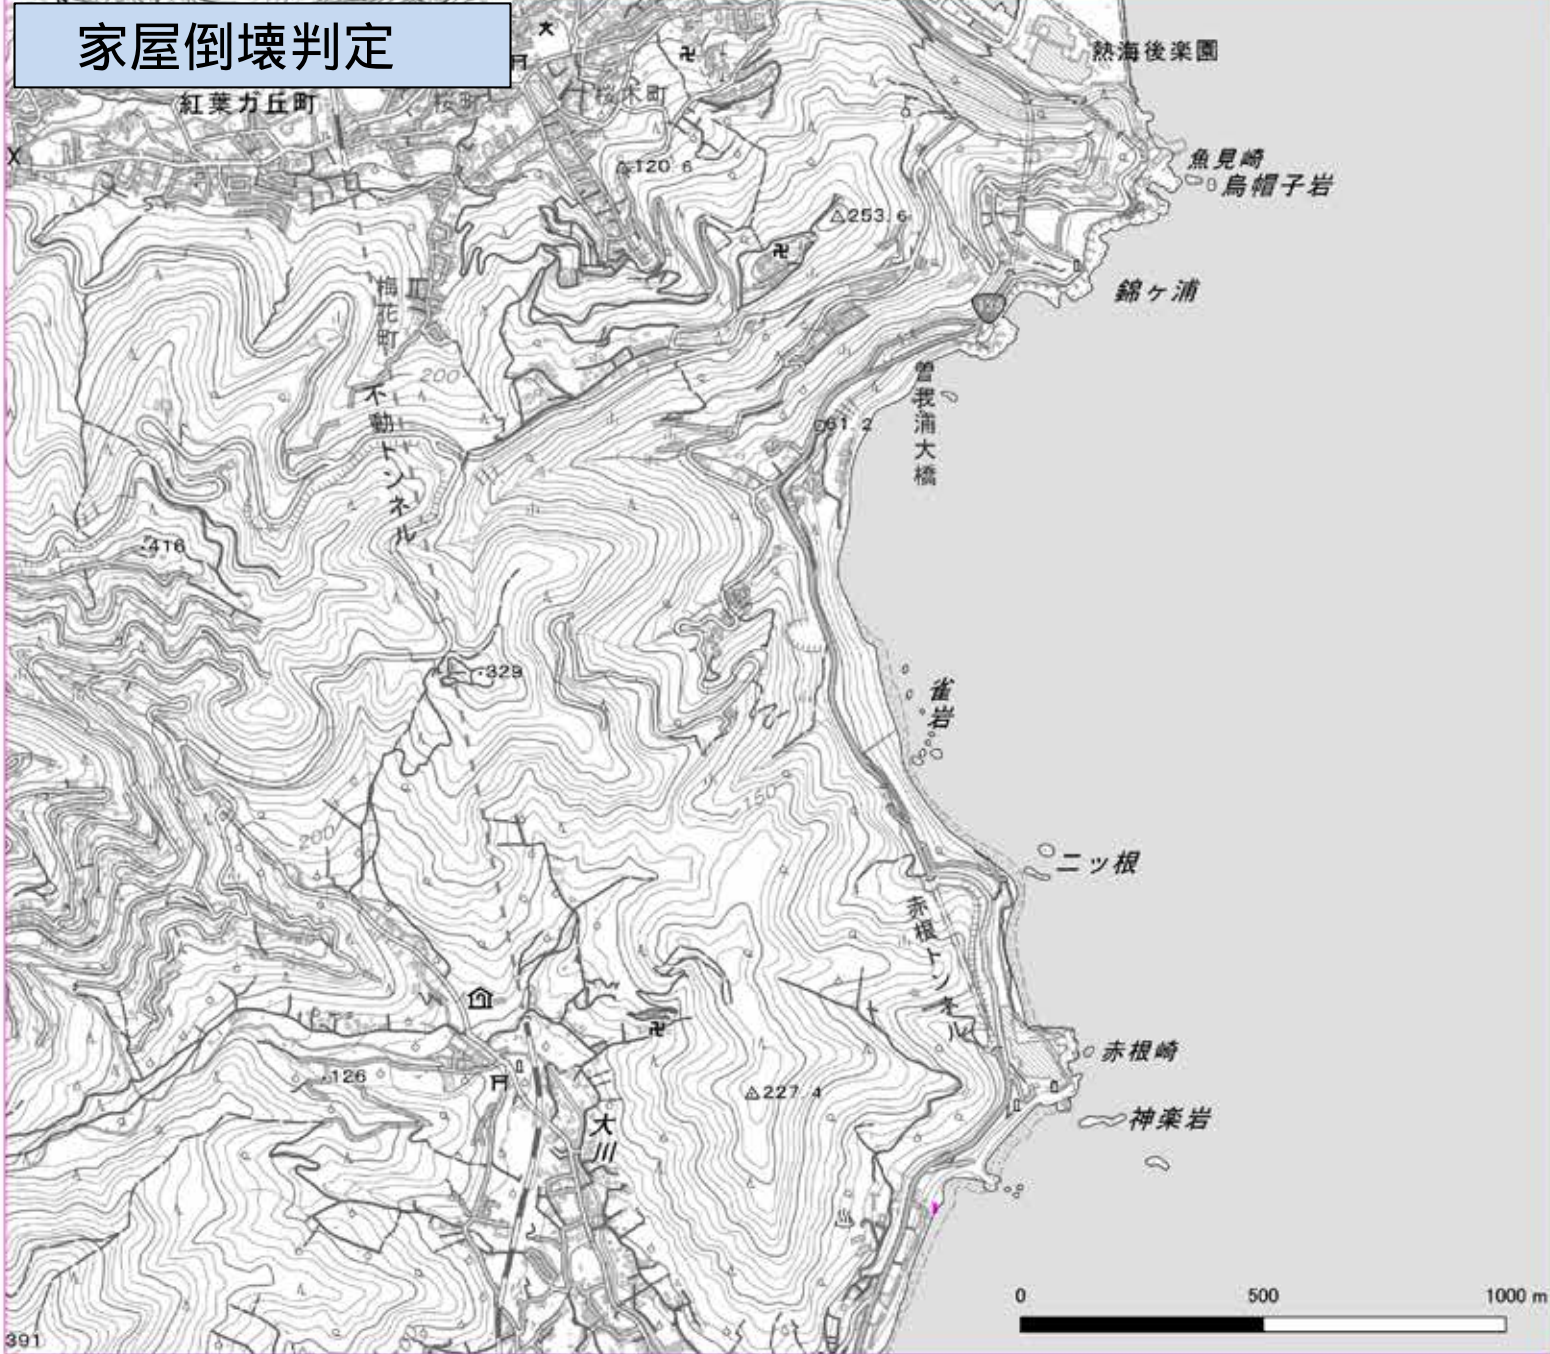 家屋倒壊判定
熱海後楽園
紅葉ガ丘町
桜町
桜木町
魚見崎
120.6
烏帽子岩
253.6
錦ヶ浦
梅花町
200
不動トンネル
曽我浦大橋
61.2
416
329
雀岩
150
200
二ッ根
赤根トンネル
赤根崎
126
227.4
大川
神楽岩
0 500 1000 m
391